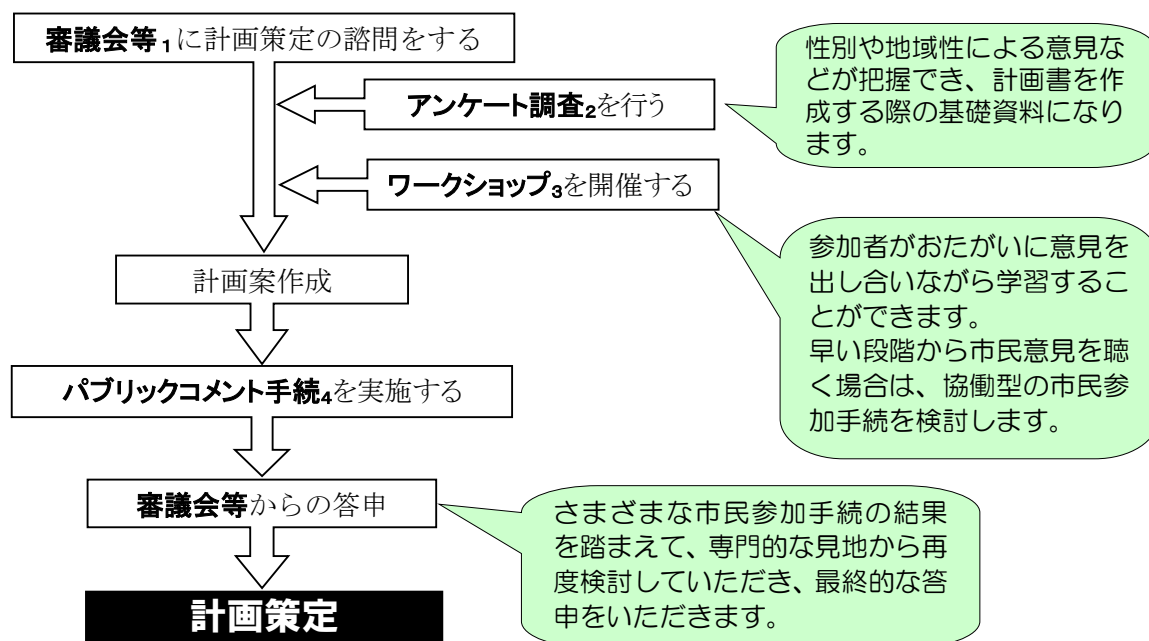 審議会等₁に計画策定の諮問をする
性別や地域性による意見な
どが把握でき、計画書を作
成する際の基礎資料になり
ます。
アンケート調査₂を行う
ワークショップ₃を開催する
参加者がおたがいに意見を
出し合いながら学習するこ
とができます。
早い段階から市民意見を聴
く場合は、協働型の市民参
加手続を検討します。
計画案作成
パブリックコメント手続₄を実施する
審議会等からの答申
さまざまな市民参加手続の結果
を踏まえて、専門的な見地から再
度検討していただき、最終的な答
申をいただきます。
計画策定